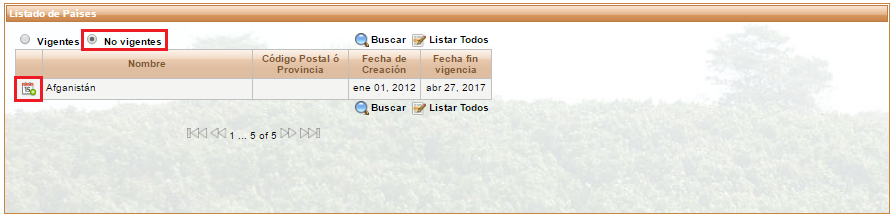 Listado de Países
Vigentes No vigentes Buscar Listar Todos
Nombre Código Postal ó Provincia Fecha de Creación Fecha fin vigencia
Afganistán ene 01, 2012 abr 27, 2017
Buscar Listar Todos
1 ... 5 of 5